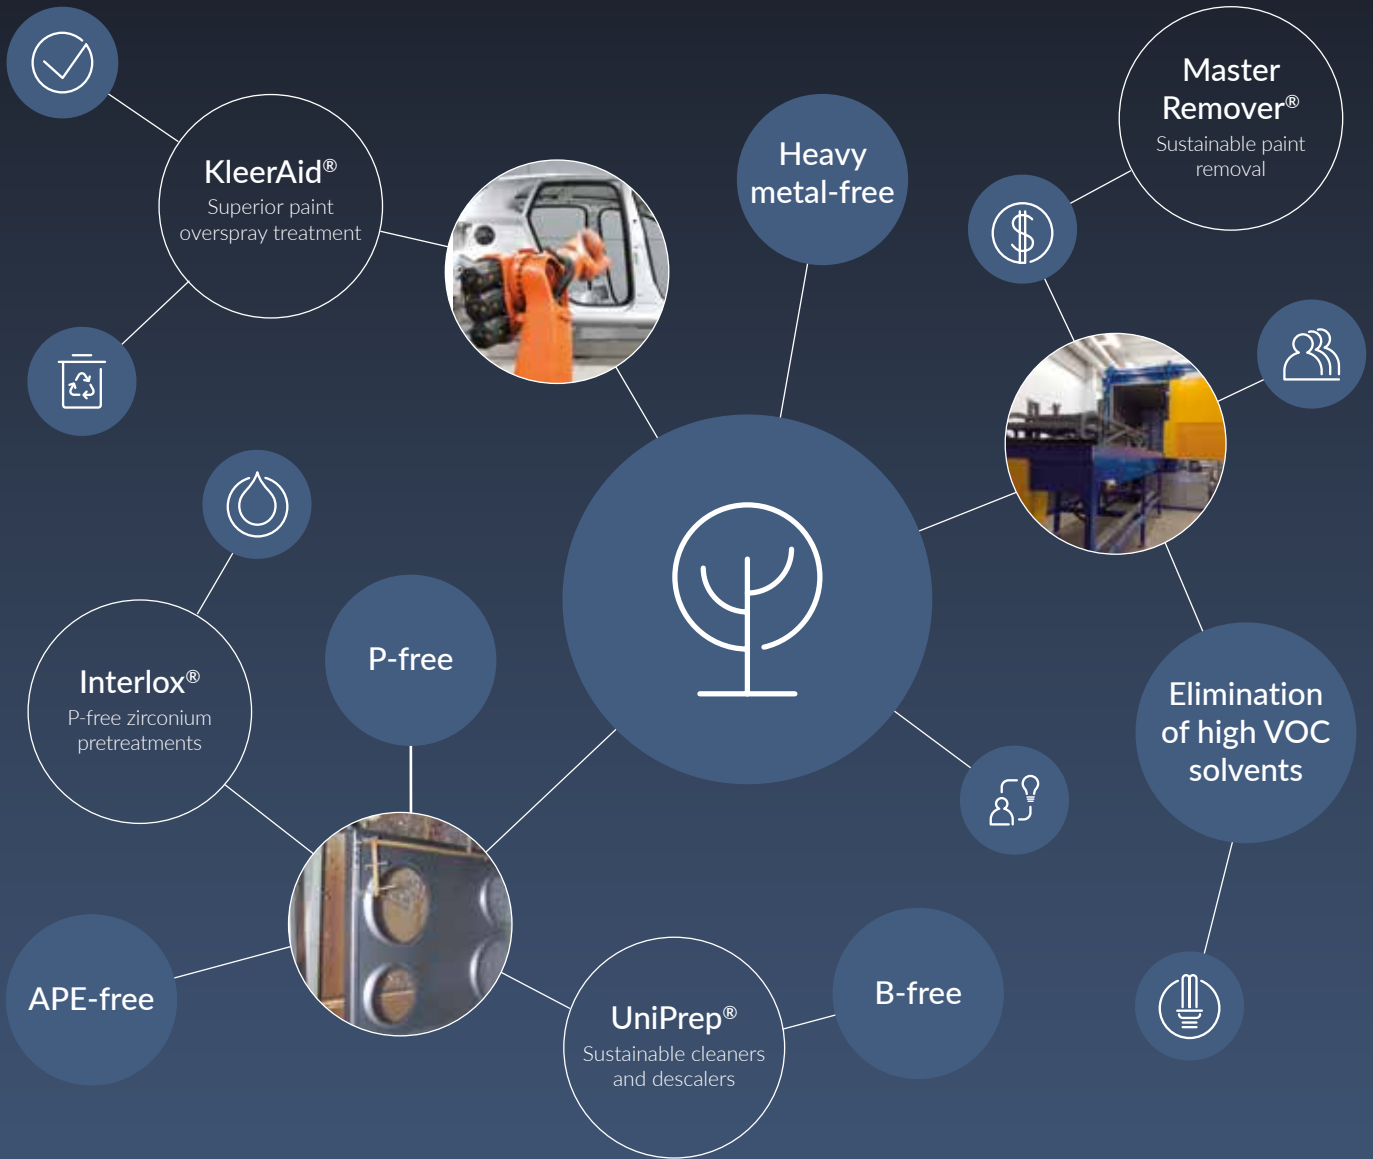 Master
Remover®
Sustainable paint
removal
KleerAid®
Superior paint
overspray treatment
Heavy
metal-free
P-free
Interlox®
P-free zirconium
pretreatments
Elimination
of high VOC
solvents
APE-free
B-free
UniPrep®
Sustainable cleaners
and descalers